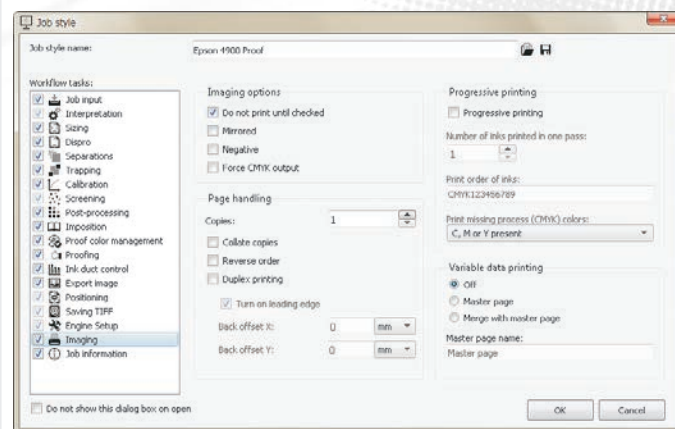 Job style
Job style name:
Epson 4900 Proof
Workflow tasks:
Job input
Interpretation
Sizing
Dispro
Separations
Trapping
Calibration
Screening
Post-processing
Imposition
Proof color management
Proofing
Ink duct control
Export image
Positioning
Saving TIFF
Engine Setup
Imaging
Job information
Do not show this dialog box on open
Imaging options
Do not print until checked
Mirrored
Negative
Force CMYK output
Page handling
Copies: 1
Collate copies
Reverse order
Duplex printing
Turn on leading edge
Back offset X: 0 mm
Back offset Y: 0 mm
Progressive printing
Progressive printing
Number of inks printed in one pass:
1
Print order of inks:
CMYK123456789
Print missing process (CMYK) colors:
C, M or Y present
Variable data printing
Off
Master page
Merge with master page
Master page name:
Master page
OK Cancel